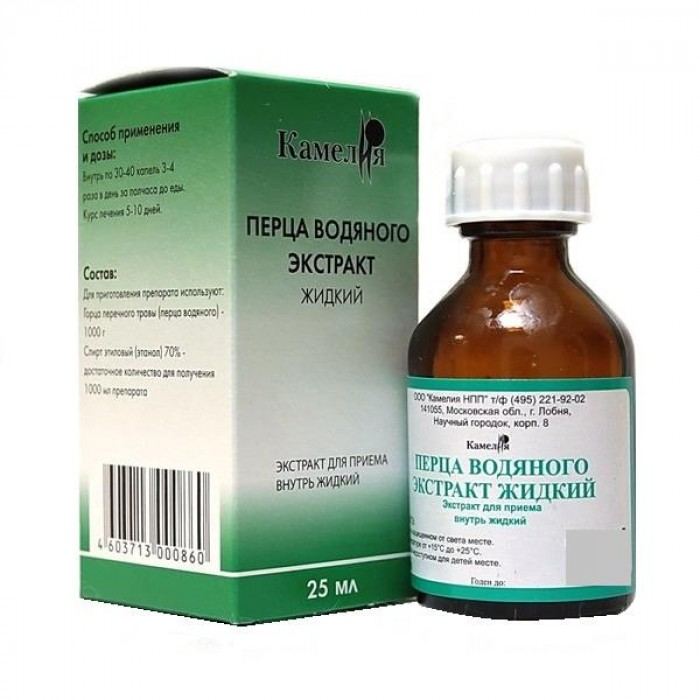 Способ применения
и дозы:
Внутрь по 30-40 капель 3-4
раза в день за полчаса до еды.
Курс лечения 5-10 дней.
Состав:
Для приготовления препарата используют:
Горца перечного травы (перца водяного) -
1000 г
Спирт этиловый (этанол) 70% -
достаточное количество для получения
1000 мл препарата
4 603713 000860
Камелия
ПЕРЦА ВОДЯНОГО
ЭКСТРАКТ
ЖИДКИЙ
ЭКСТРАКТ ДЛЯ ПРИЕМА
ВНУТРЬ ЖИДКИЙ
25 МЛ
ООО "Камелия НПП" т/ф (495) 221-92-02
141055, Московская обл., г. Лобня,
Научный городок, корп. 8
Камелия
ПЕРЦА ВОДЯНОГО
ЭКСТРАКТ ЖИДКИЙ
Экстракт для приема
внутрь жидкий
от света месте.
от +15°С до +25°С.
для детей месте.
Годен до: